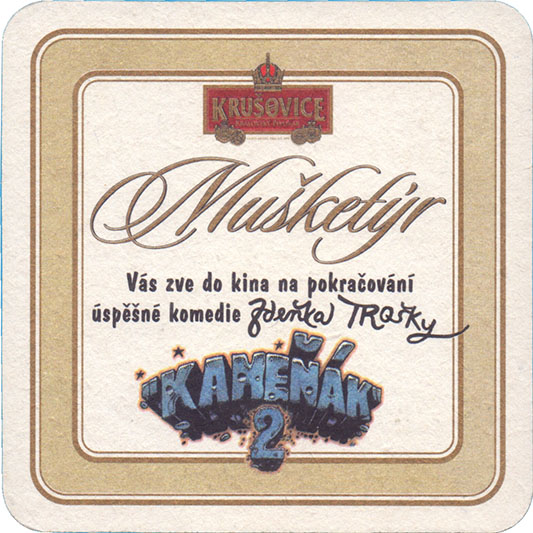 KRUŠOVICE
Mušketýr
Vás zve do kina na pokračování
úspěšné komedie Zdeňka TRošky
"KAMEŇÁK"
2